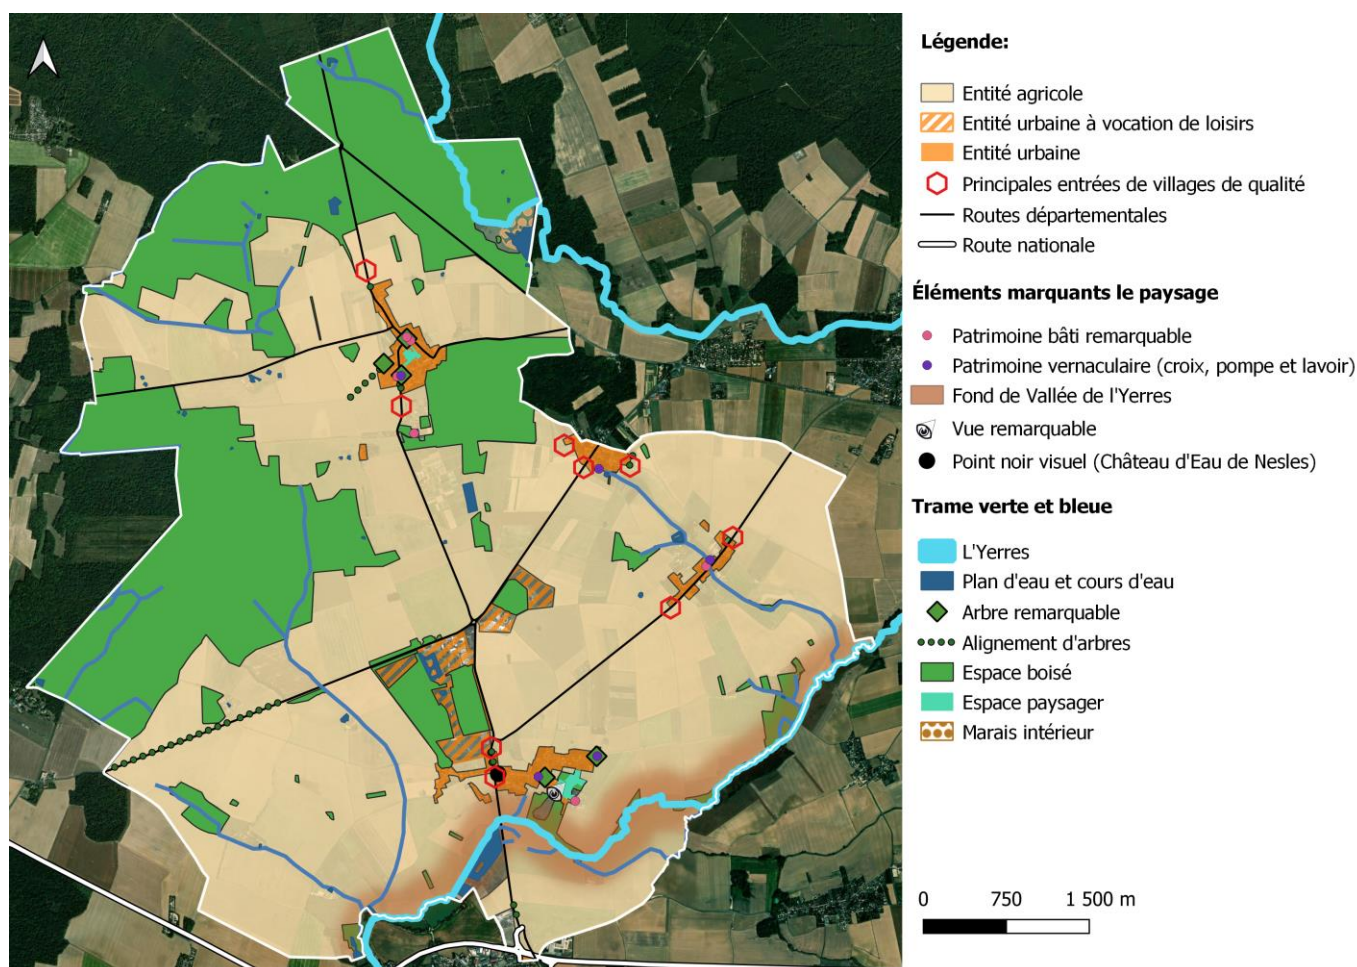 Légende:
Entité agricole
Entité urbaine à vocation de loisirs
Entité urbaine
Principales entrées de villages de qualité
Routes départementales
Route nationale
Éléments marquants le paysage
Patrimoine bâti remarquable
Patrimoine vernaculaire (croix, pompe et lavoir)
Fond de Vallée de l'Yerres
Vue remarquable
Point noir visuel (Château d'Eau de Nesles)
Trame verte et bleue
L'Yerres
Plan d'eau et cours d'eau
Arbre remarquable
Alignement d'arbres
Espace boisé
Espace paysager
Marais intérieur
0 750 1 500 m